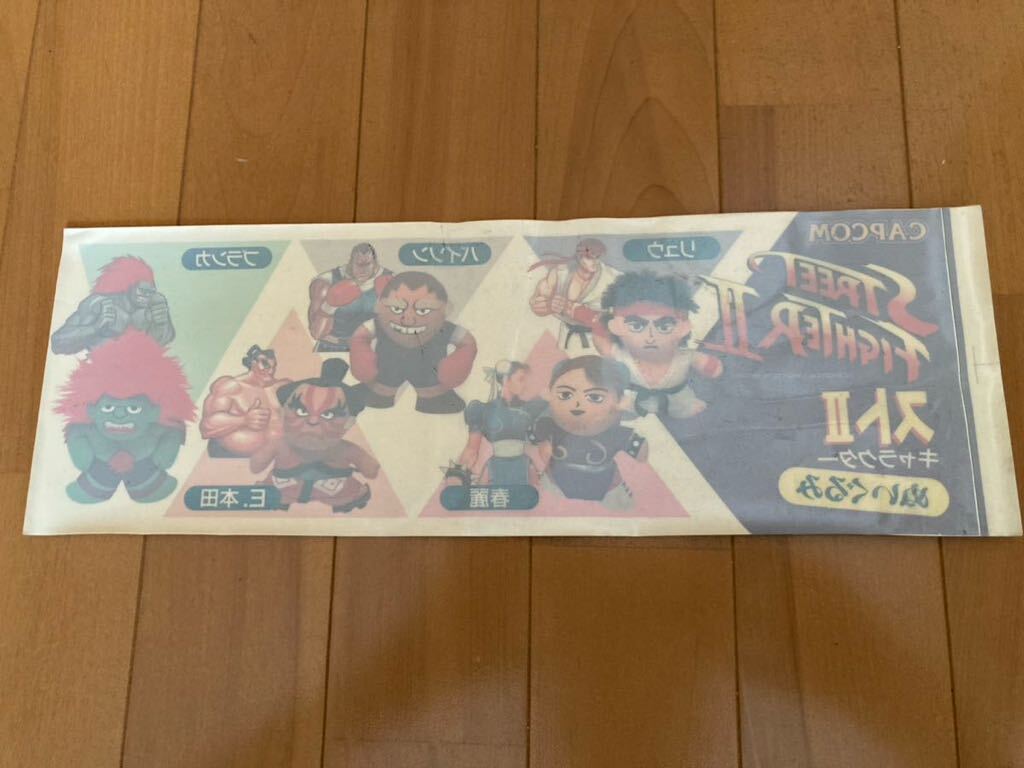 CAPCOM
STREET
FIGHTER II
ストⅡ
キャラクター
ぬいぐるみ
リュウ
バイソン
ブランカ
春麗
E.本田